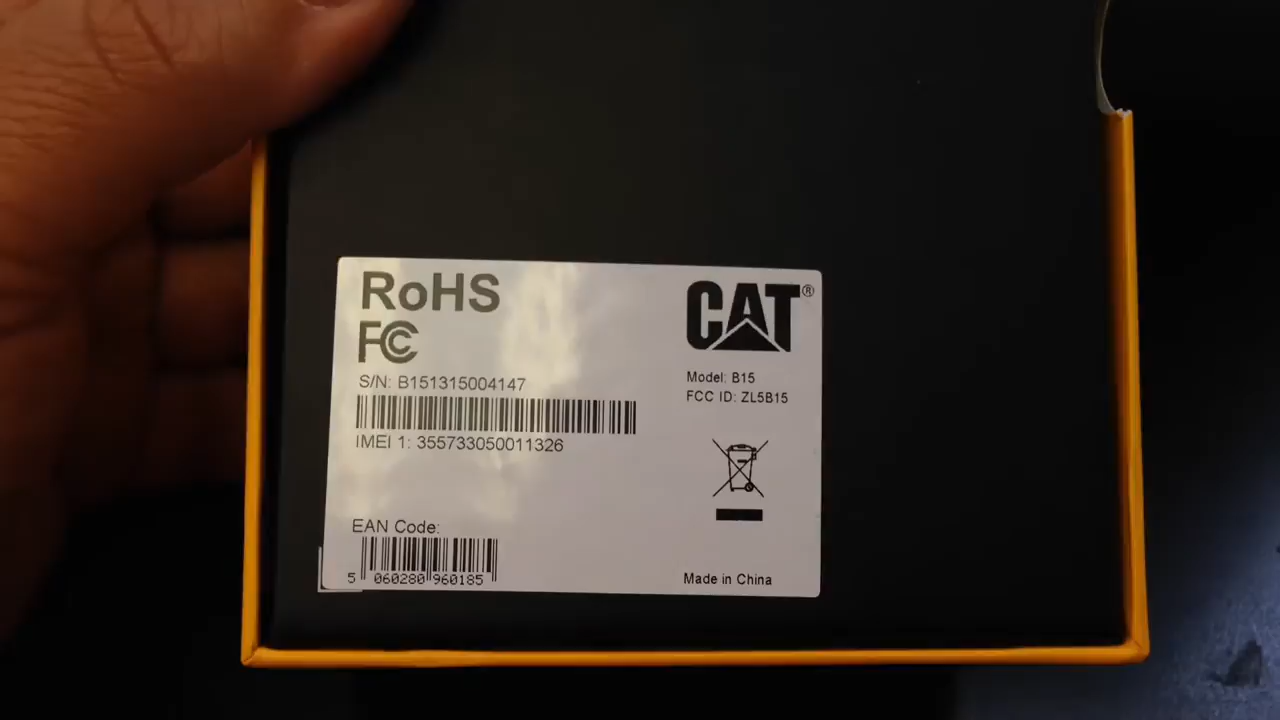 RoHS
FC
S/N: B151315004147
IMEI 1: 355733050011326
EAN Code:
5 060280 960185
CAT®
Model: B15
FCC ID: ZL5B15
Made in China